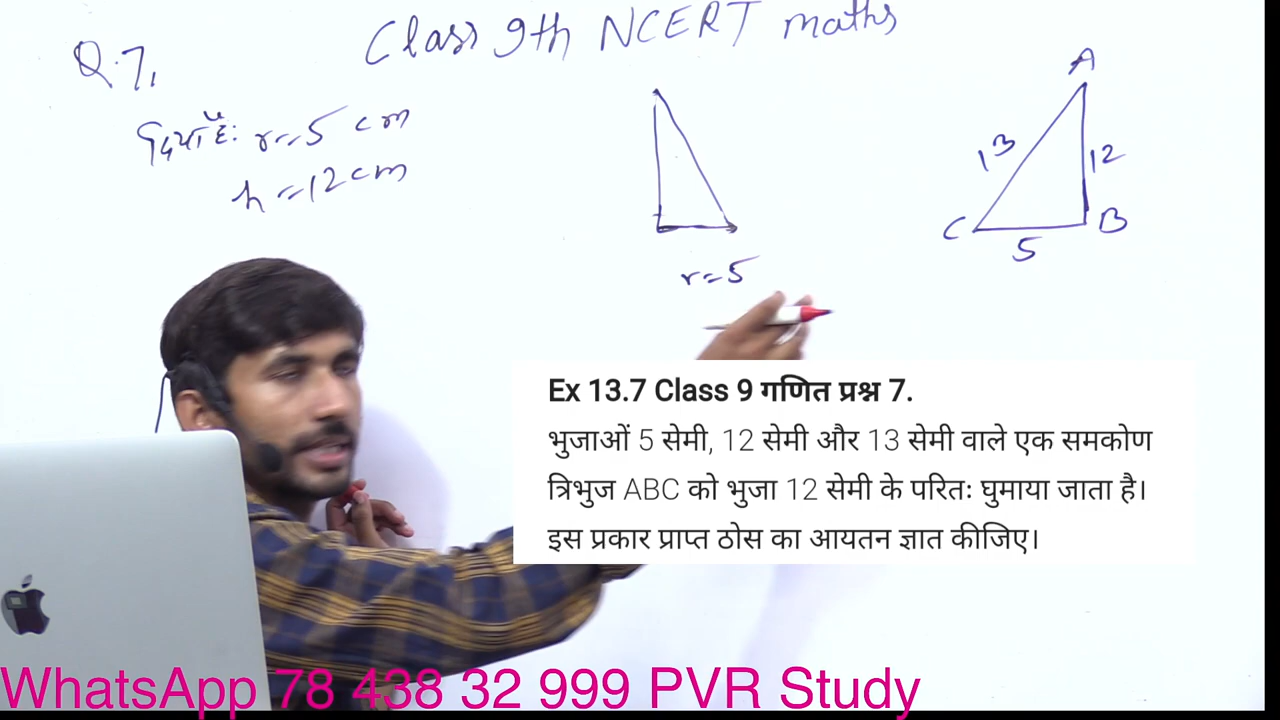 Class 9th NCERT maths
Q.7,
दिया है: r=5 cm
h=12cm
r=5
A
13
12
C
B
5
Ex 13.7 Class 9 गणित प्रश्न 7.
भुजाओं 5 सेमी, 12 सेमी और 13 सेमी वाले एक समकोण
त्रिभुज ABC को भुजा 12 सेमी के परितः घुमाया जाता है।
इस प्रकार प्राप्त ठोस का आयतन ज्ञात कीजिए।
WhatsApp 78 438 32 999 PVR Study